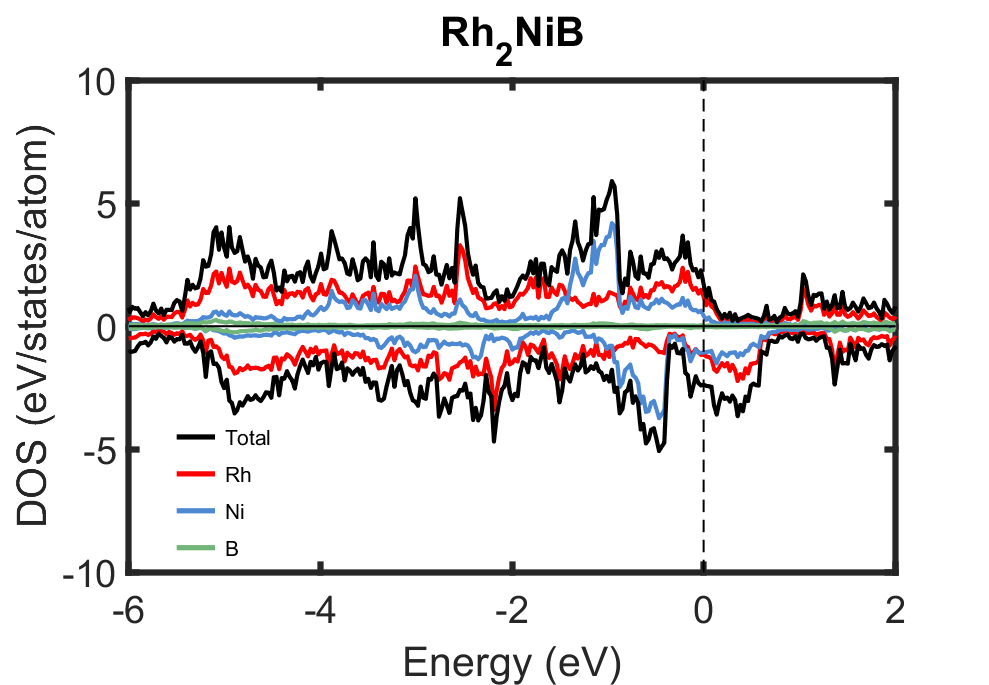 Rh₂NiB
DOS (eV/states/atom)
10
5
0
-5
-10
Total
Rh
Ni
B
-6
-4
-2
0
2
Energy (eV)